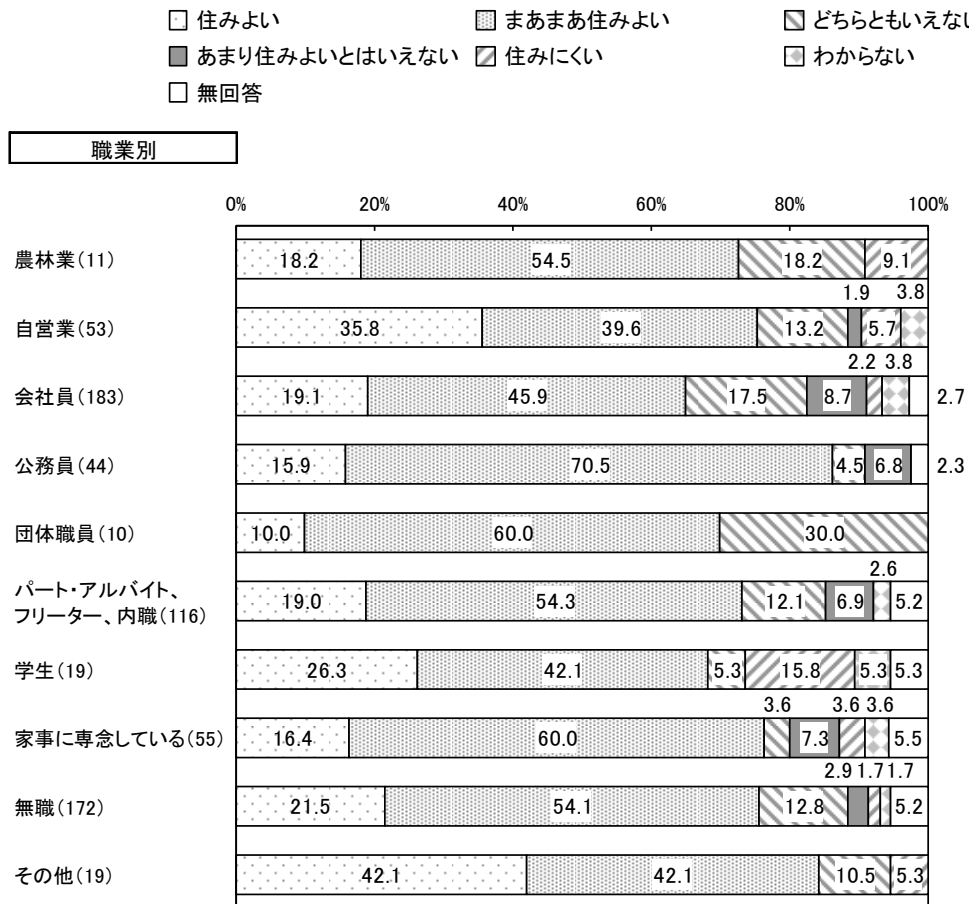 住みよい まあまあ住みよい どちらともいえない
あまり住みよいとはいえない 住みにくい わからない
無回答
職業別
0% 20% 40% 60% 80% 100%
農林業(11) 18.2 54.5 18.2 9.1
1.9 3.8
自営業(53) 35.8 39.6 13.2 5.7
2.2 3.8
会社員(183) 19.1 45.9 17.5 8.7 2.7
公務員(44) 15.9 70.5 4.5 6.8 2.3
団体職員(10) 10.0 60.0 30.0
2.6
パート・アルバイト、
フリーター、内職(116) 19.0 54.3 12.1 6.9 5.2
学生(19) 26.3 42.1 5.3 15.8 5.3 5.3
3.6 3.6 3.6
家事に専念している(55) 16.4 60.0 7.3 5.5
2.9 1.7 1.7
無職(172) 21.5 54.1 12.8 5.2
その他(19) 42.1 42.1 10.5 5.3